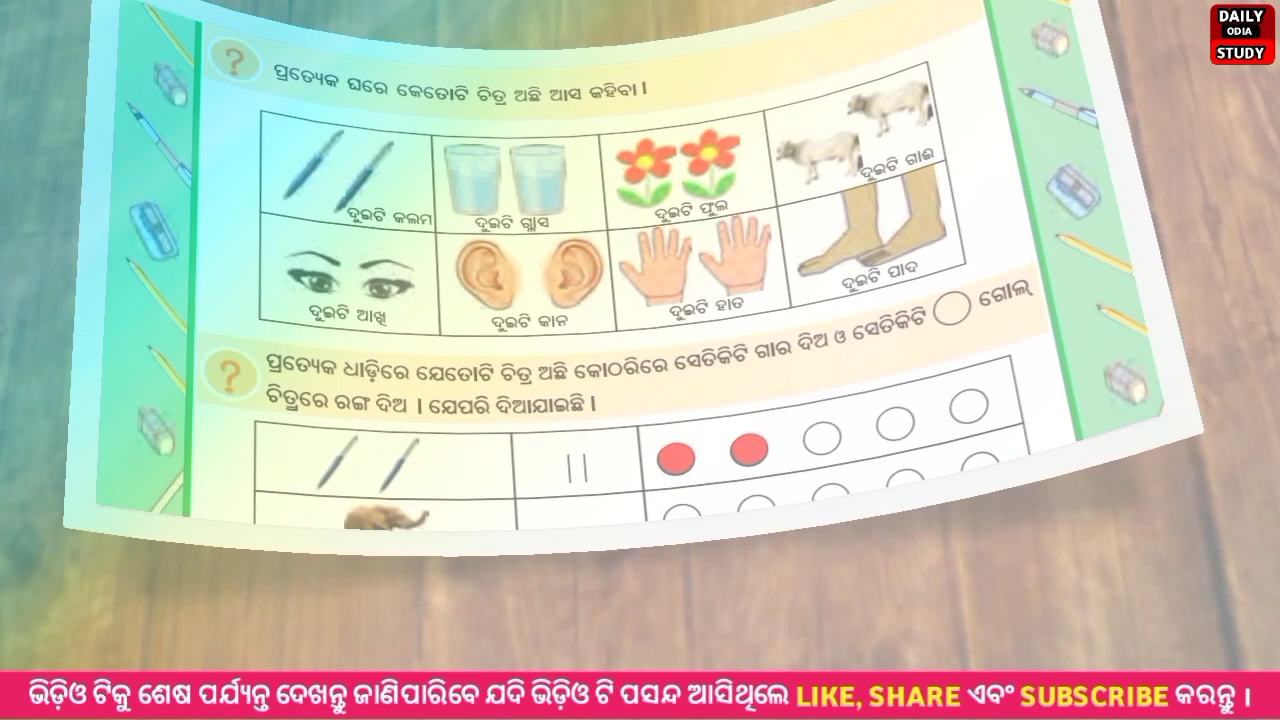 DAILY
ODIA
STUDY
? ପ୍ରତ୍ୟେକ ଘରେ କେତୋଟି ଚିତ୍ର ଅଛି ଆସ କହିବା ।
ଦୁଇଟି କଲମ ଦୁଇଟି ଗ୍ଲାସ ଦୁଇଟି ଫୁଲ ଦୁଇଟି ଗାଈ
ଦୁଇଟି ଆଖି ଦୁଇଟି କାନ ଦୁଇଟି ହାତ ଦୁଇଟି ପାଦ
? ପ୍ରତ୍ୟେକ ଧାଡ଼ିରେ ଯେତୋଟି ଚିତ୍ର ଅଛି କୋଠରିରେ ସେତିକିଟି ଗାର ଦିଅ ଓ ସେତିକିଟି ଗୋଲ୍
ଚିତ୍ରରେ ରଙ୍ଗ ଦିଅ । ଯେପରି ଦିଆଯାଇଛି ।
ଭିଡ଼ିଓ ଟିକୁ ଶେଷ ପର୍ଯ୍ୟନ୍ତ ଦେଖନ୍ତୁ ଜାଣିପାରିବେ ଯଦି ଭିଡ଼ିଓ ଟି ପସନ୍ଦ ଆସିଥିଲେ LIKE, SHARE ଏବଂ SUBSCRIBE କରନ୍ତୁ ।